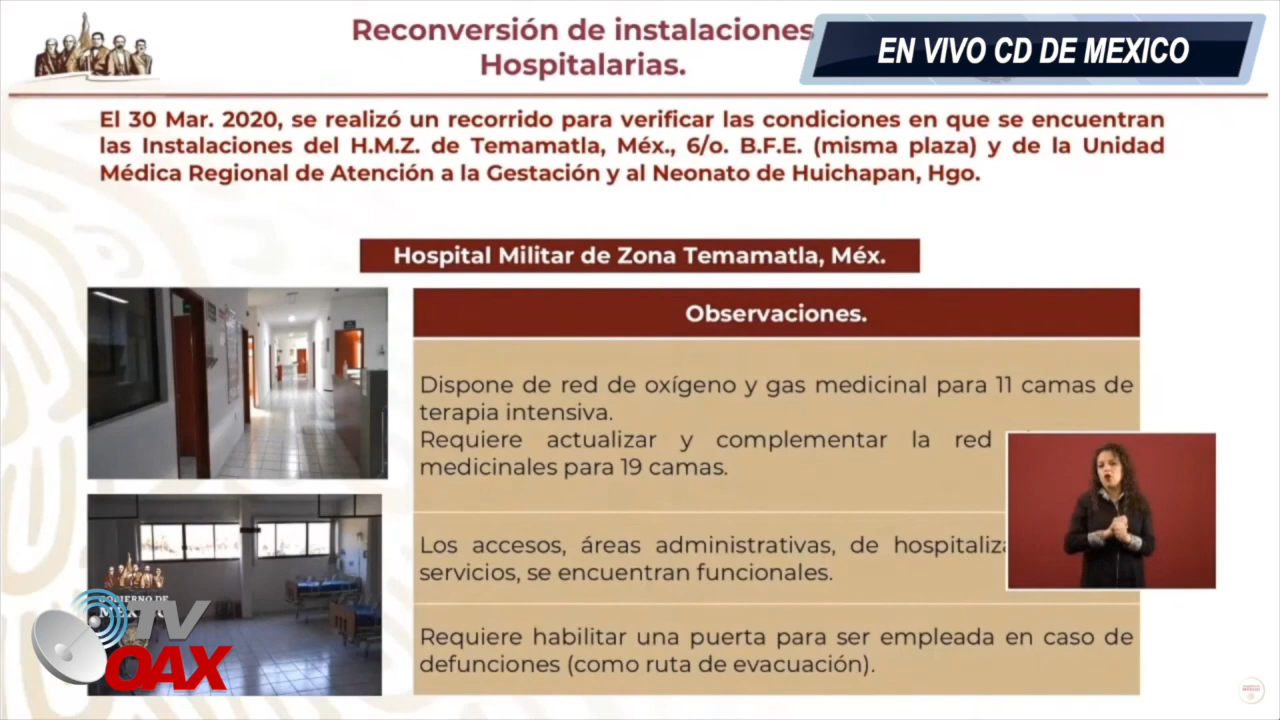 Reconversión de instalaciones
Hospitalarias.
EN VIVO CD DE MEXICO
El 30 Mar. 2020, se realizó un recorrido para verificar las condiciones en que se encuentran
las Instalaciones del H.M.Z. de Temamatla, Méx., 6/o. B.F.E. (misma plaza) y de la Unidad
Médica Regional de Atención a la Gestación y al Neonato de Huichapan, Hgo.
Hospital Militar de Zona Temamatla, Méx.
Observaciones.
Dispone de red de oxígeno y gas medicinal para 11 camas de
terapia intensiva.
Requiere actualizar y complementar la red
medicinales para 19 camas.
Los accesos, áreas administrativas, de
servicios, se encuentran funcionales.
Requiere habilitar una puerta para ser empleada en caso de
defunciones (como ruta de evacuación).
GOBIERNO DE
MÉXICO
TV
OAX